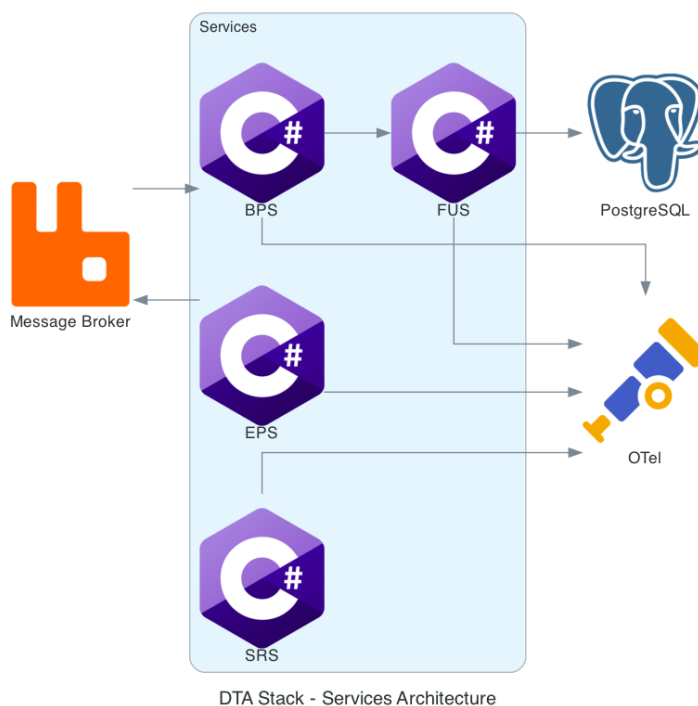 Services
C#
C#
BPS
FUS
PostgreSQL
Message Broker
C#
EPS
OTel
C#
SRS
DTA Stack - Services Architecture